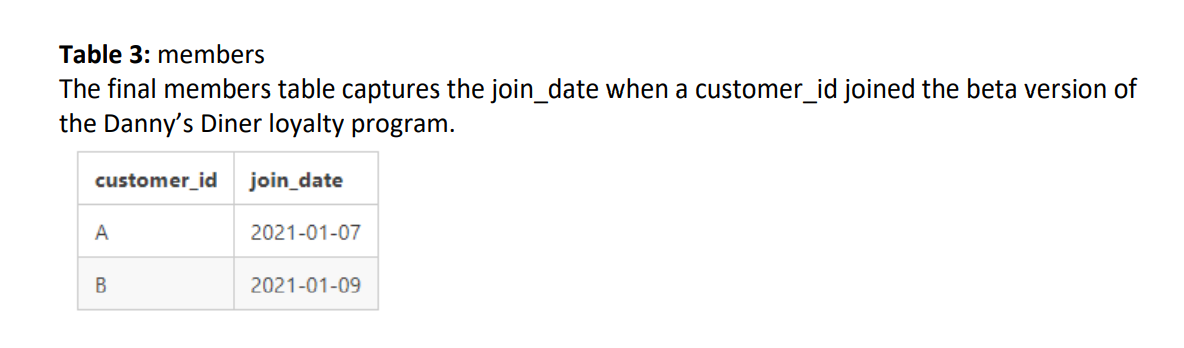 Table 3: members
The final members table captures the join_date when a customer_id joined the beta version of
the Danny’s Diner loyalty program.
customer_id join_date
A 2021-01-07
B 2021-01-09